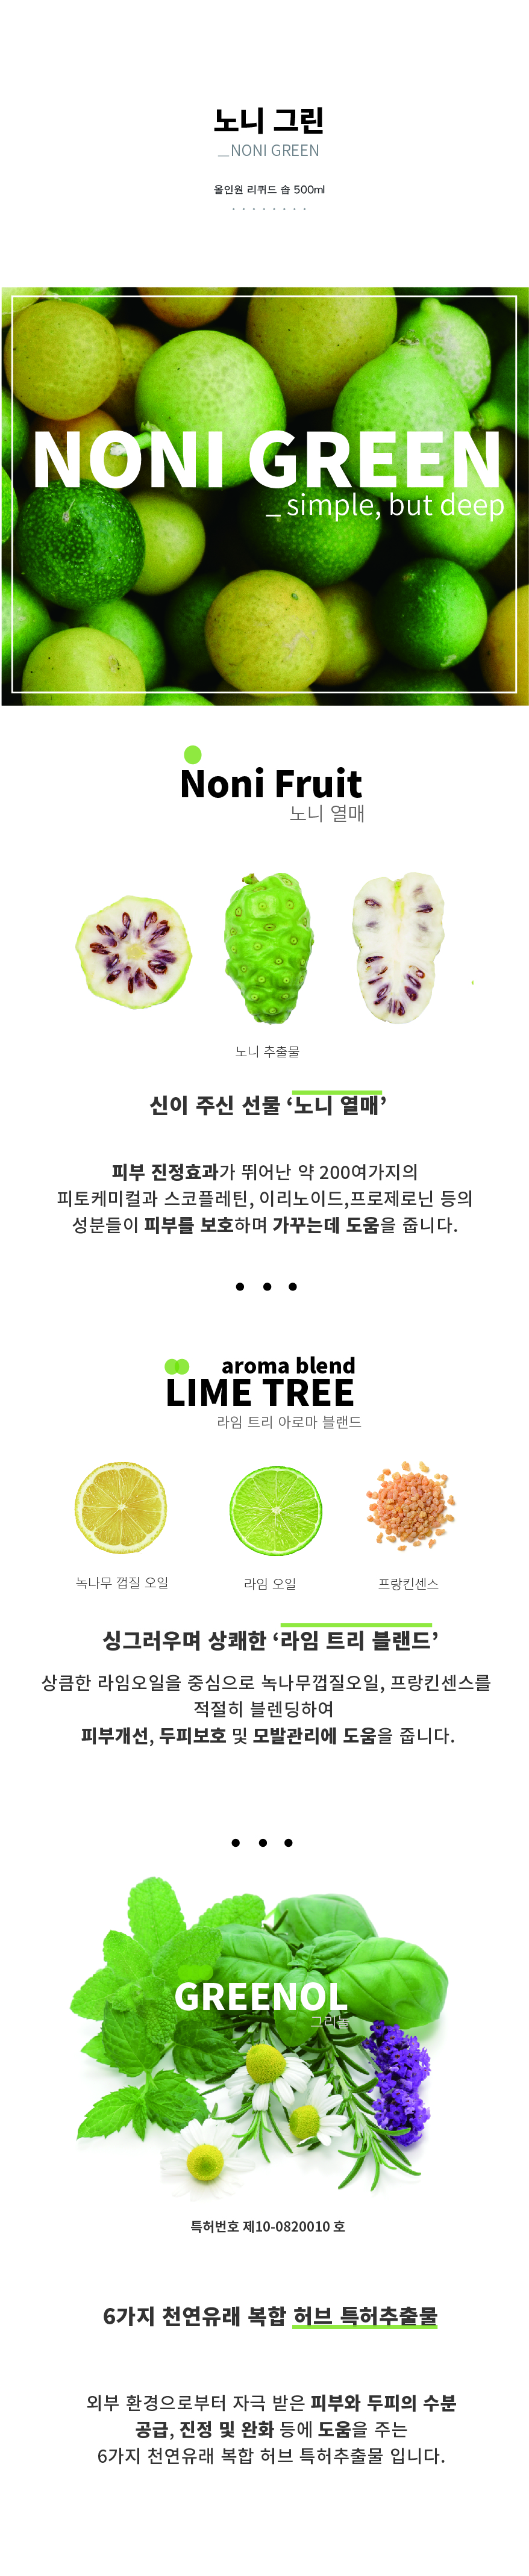 노니 그린
_NONI GREEN
올인원 리퀴드 솝 500ml
NONI GREEN
_ simple, but deep
Noni Fruit
노니 열매
노니 추출물
신이 주신 선물 ‘노니 열매’
피부 진정효과가 뛰어난 약 200여가지의
피토케미컬과 스코플레틴, 이리노이드,프로제로닌 등의
성분들이 피부를 보호하며 가꾸는데 도움을 줍니다.
aroma blend
LIME TREE
라임 트리 아로마 블랜드
녹나무 껍질 오일
라임 오일
프랑킨센스
싱그러우며 상쾌한 ‘라임 트리 블랜드’
상큼한 라임오일을 중심으로 녹나무껍질오일, 프랑킨센스를
적절히 블렌딩하여
피부개선, 두피보호 및 모발관리에 도움을 줍니다.
GREENOL
그리놀
특허번호 제10-0820010 호
6가지 천연유래 복합 허브 특허추출물
외부 환경으로부터 자극 받은 피부와 두피의 수분
공급, 진정 및 완화 등에 도움을 주는
6가지 천연유래 복합 허브 특허추출물 입니다.